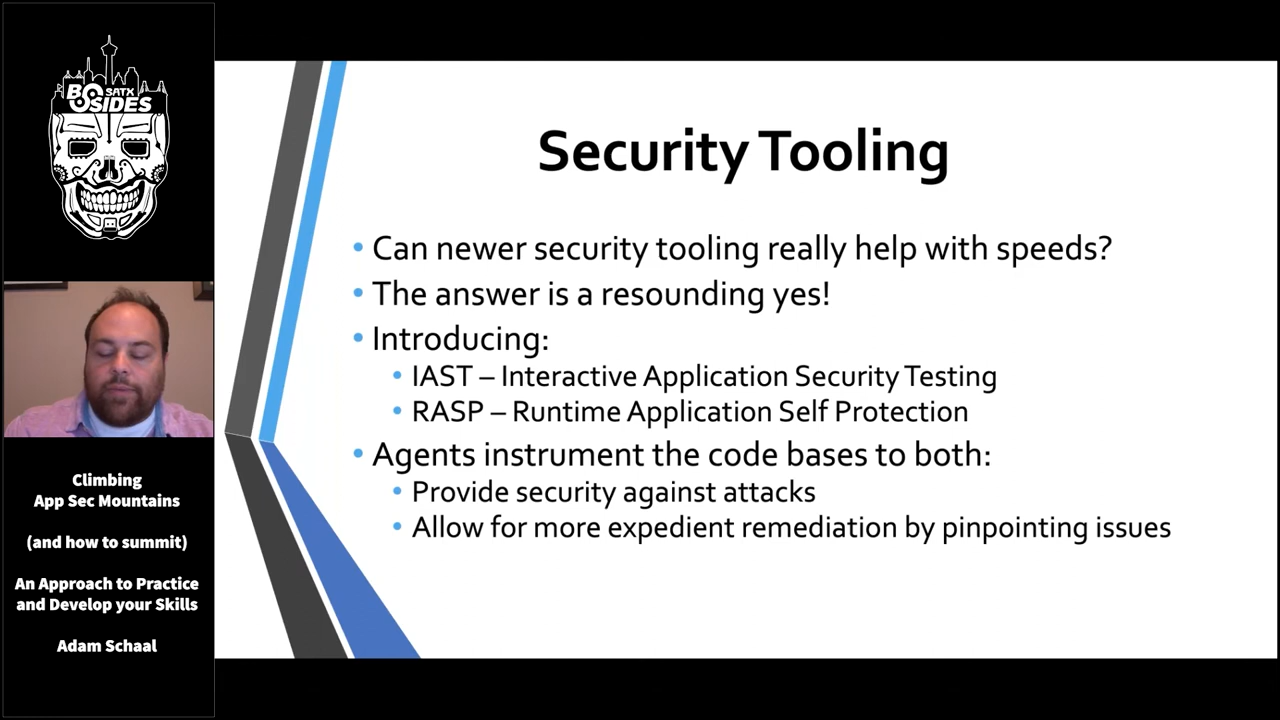 BSIDES
SATX
Climbing
App Sec Mountains
(and how to summit)
An Approach to Practice
and Develop your Skills
Adam Schaal
Security Tooling
• Can newer security tooling really help with speeds?
• The answer is a resounding yes!
• Introducing:
• IAST – Interactive Application Security Testing
• RASP – Runtime Application Self Protection
• Agents instrument the code bases to both:
• Provide security against attacks
• Allow for more expedient remediation by pinpointing issues